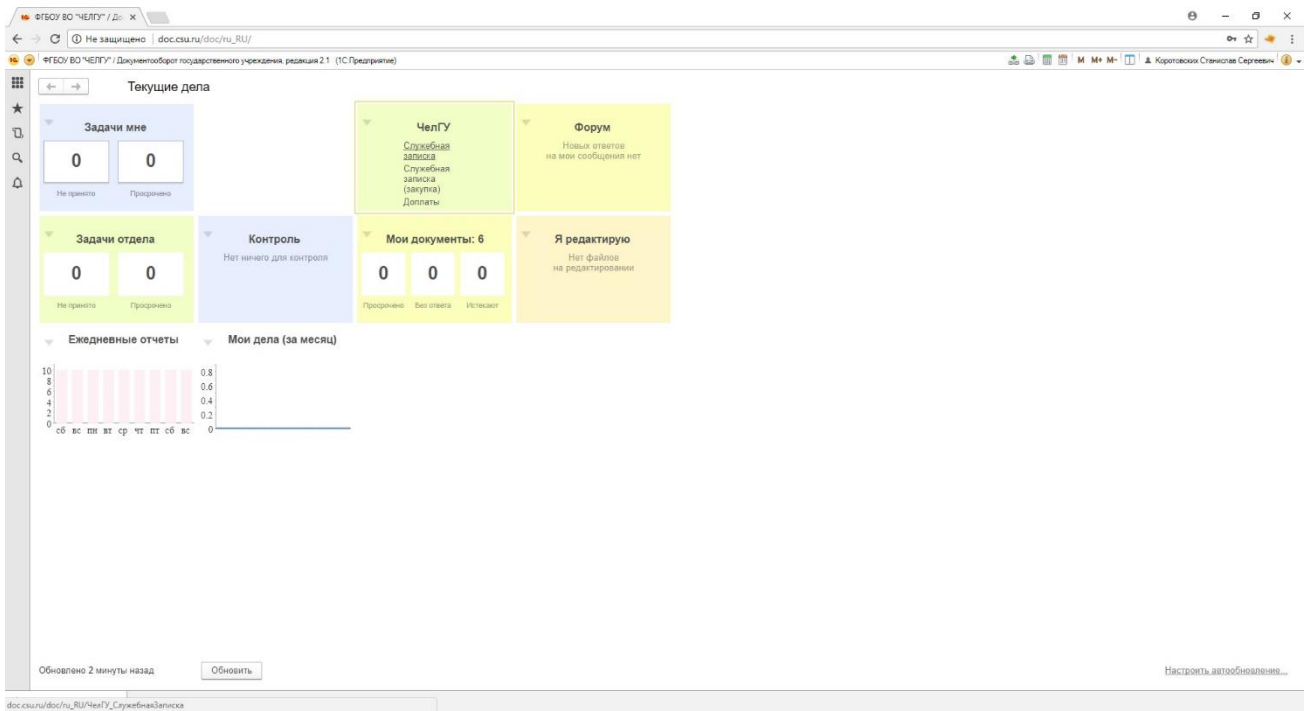 ФГБОУ ВО "ЧЕЛГУ" / До
Не защищено doc.csu.ru/doc/ru_RU/
ФГБОУ ВО "ЧЕЛГУ" / Документооборот государственного учреждения, редакция 2.1 (1С:Предприятие)
M M+ M-
Коротовских Станислав Сергеевич
Текущие дела
Задачи мне
0 0
Не принято Просрочено
ЧелГУ
Служебная
записка
Служебная
записка
(закупка)
Доплаты
Форум
Новых ответов
на мои сообщения нет
Задачи отдела
0 0
Не принято Просрочено
Контроль
Нет ничего для контроля
Мои документы: 6
0 0 0
Просрочено Без ответа Истекают
Я редактирую
Нет файлов
на редактировании
Ежедневные отчеты
10
8
6
4
2
0
сб вс пн вт ср чт пт сб вс
Мои дела (за месяц)
0.8
0.6
0.4
0.2
0
Обновлено 2 минуты назад
Обновить
Настроить автообновление...
doc.csu.ru/doc/ru_RU/ЧелГУ_СлужебнаяЗаписка